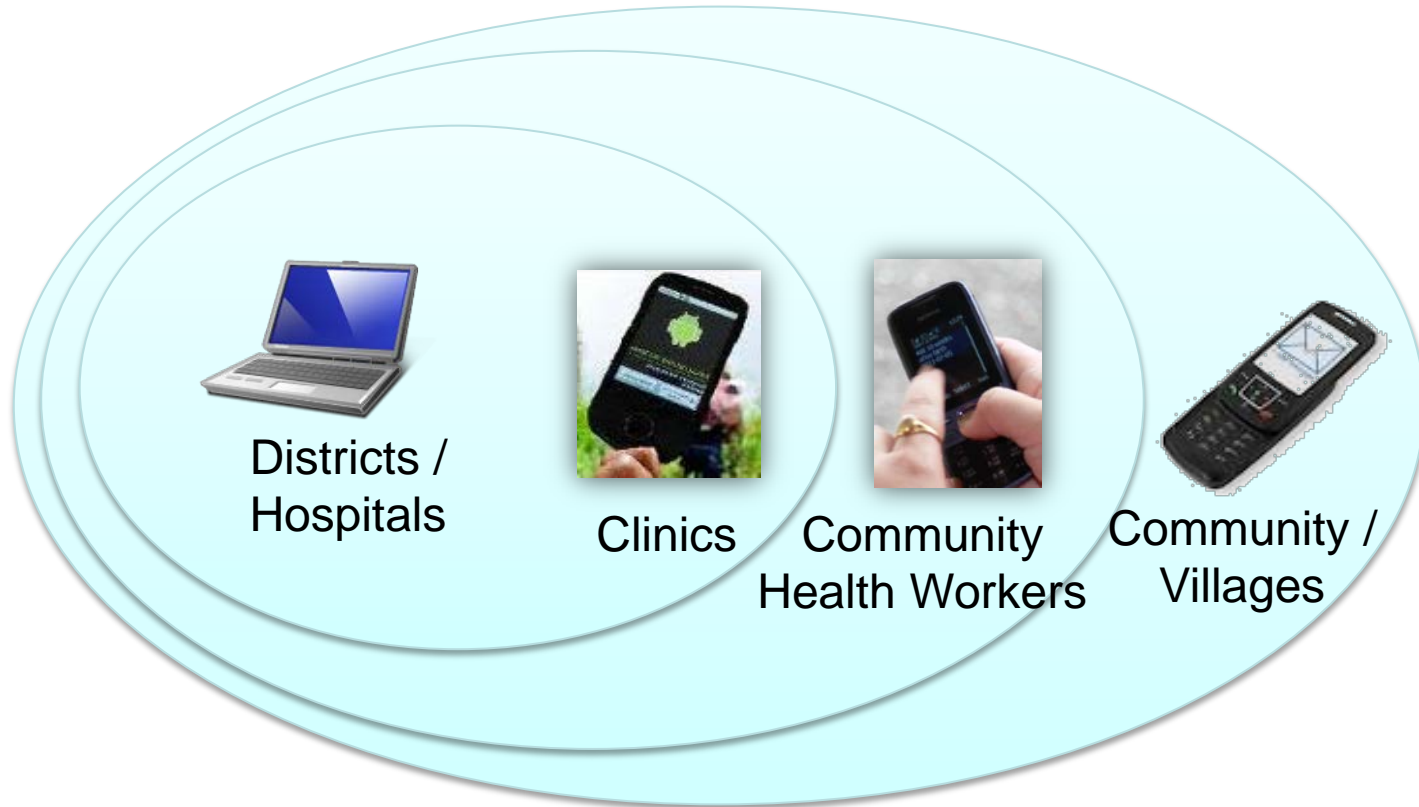 Districts /
Hospitals
Clinics
Community
Health Workers
Community /
Villages